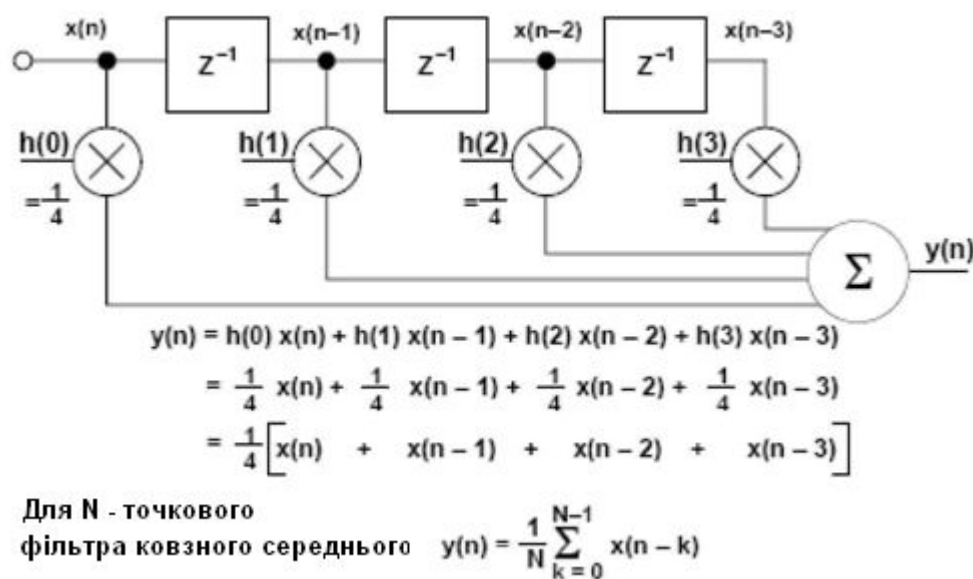 x(n) x(n–1) x(n–2) x(n–3)
Z⁻¹ Z⁻¹ Z⁻¹
h(0) h(1) h(2) h(3)
=1/4 =1/4 =1/4 =1/4
Σ y(n)
y(n) = h(0) x(n) + h(1) x(n – 1) + h(2) x(n – 2) + h(3) x(n – 3)
= 1/4 x(n) + 1/4 x(n – 1) + 1/4 x(n – 2) + 1/4 x(n – 3)
= 1/4 [x(n) + x(n – 1) + x(n – 2) + x(n – 3)]
Для N - точкового
фільтра ковзного середнього y(n) = 1/N Σ_{k = 0}^{N–1} x(n – k)